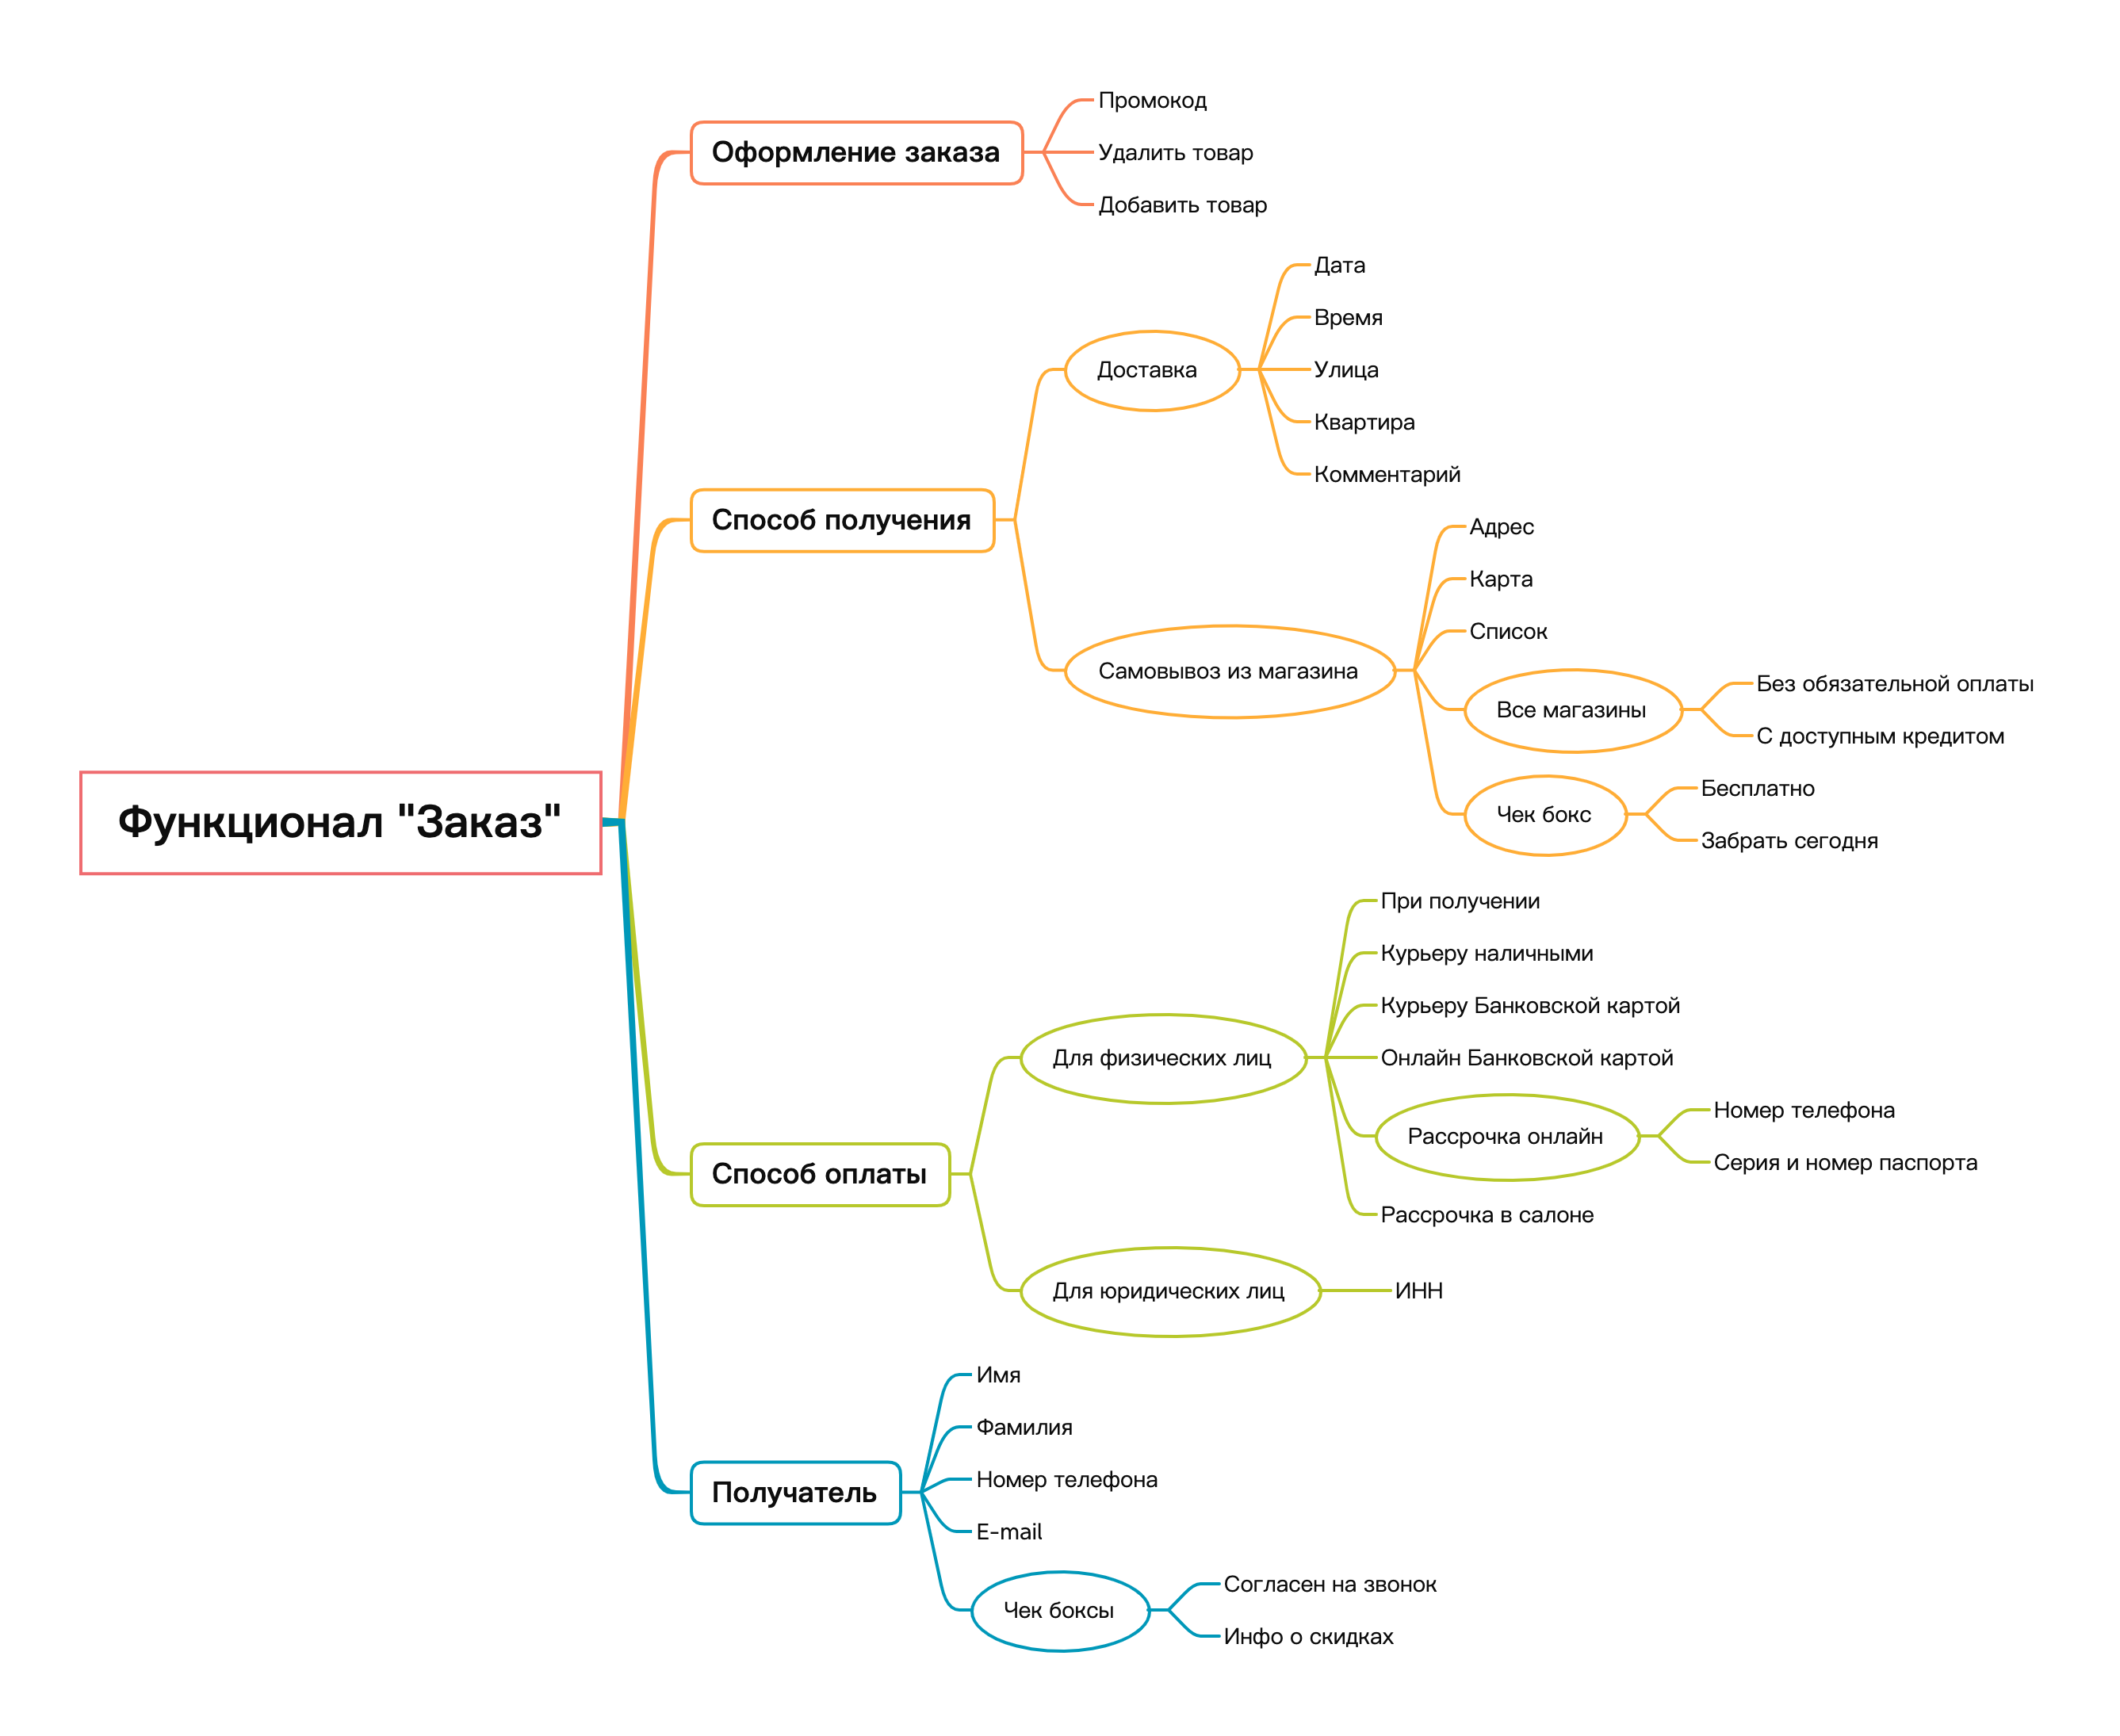 Функционал "Заказ"
Оформление заказа
Промокод
Удалить товар
Добавить товар
Способ получения
Доставка
Дата
Время
Улица
Квартира
Комментарий
Самовывоз из магазина
Адрес
Карта
Список
Все магазины
Без обязательной оплаты
С доступным кредитом
Чек бокс
Бесплатно
Забрать сегодня
Способ оплаты
Для физических лиц
При получении
Курьеру наличными
Курьеру Банковской картой
Онлайн Банковской картой
Рассрочка онлайн
Номер телефона
Серия и номер паспорта
Рассрочка в салоне
Для юридических лиц
ИНН
Получатель
Имя
Фамилия
Номер телефона
E-mail
Чек боксы
Согласен на звонок
Инфо о скидках